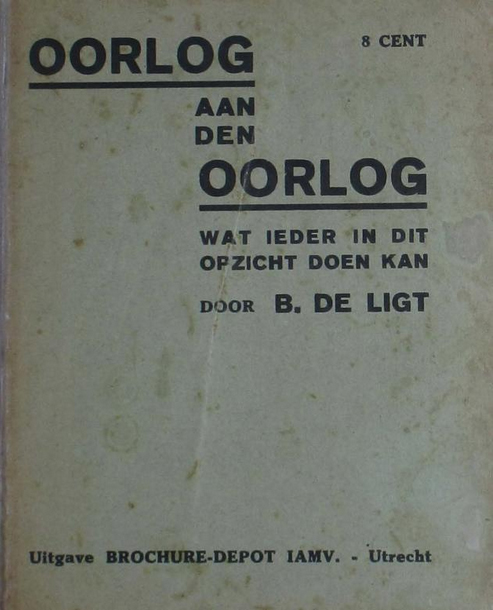 OORLOG
8 CENT
AAN
DEN
OORLOG
WAT IEDER IN DIT
OPZICHT DOEN KAN
DOOR B. DE LIGT
Uitgave BROCHURE-DEPOT IAMV. - Utrecht